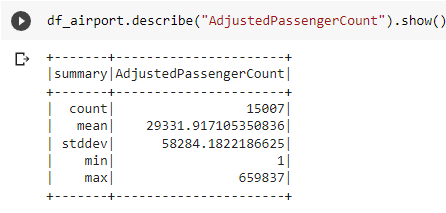 df_airport.describe("AdjustedPassengerCount").show()
+-------+----------------------+
|summary|AdjustedPassengerCount|
+-------+----------------------+
|  count|                 15007|
|   mean|    29331.917105350836|
| stddev|      58284.1822186625|
|    min|                     1|
|    max|                659837|
+-------+----------------------+